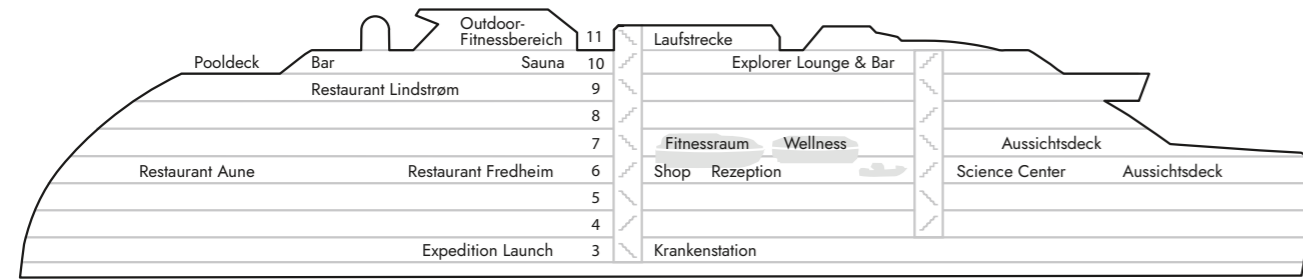 Outdoor-
Fitnessbereich 11 Laufstrecke
Pooldeck Bar Sauna 10 Explorer Lounge & Bar
Restaurant Lindstrøm 9
8
7 Fitnessraum Wellness Aussichtsdeck
Restaurant Aune Restaurant Fredheim 6 Shop Rezeption Science Center Aussichtsdeck
5
4
Expedition Launch 3 Krankenstation